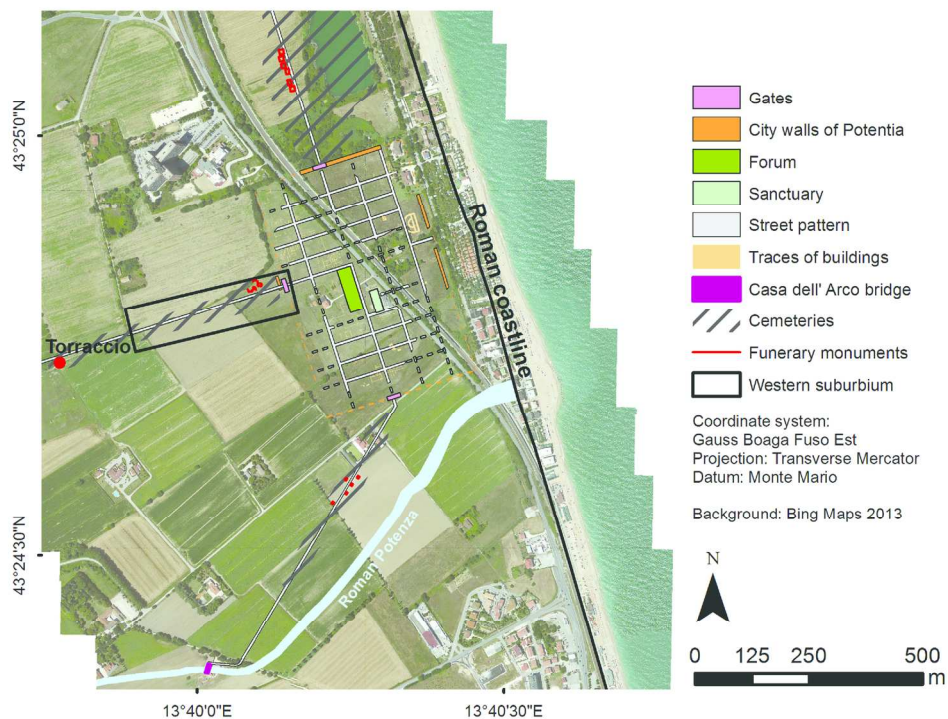 43°25'0"N
43°24'30"N
13°40'0"E
13°40'30"E
Torraccio
Roman coastline
Roman Potenza
Gates
City walls of Potentia
Forum
Sanctuary
Street pattern
Traces of buildings
Casa dell' Arco bridge
Cemeteries
Funerary monuments
Western suburbium
Coordinate system:
Gauss Boaga Fuso Est
Projection: Transverse Mercator
Datum: Monte Mario
Background: Bing Maps 2013
N
0 125 250 500
m